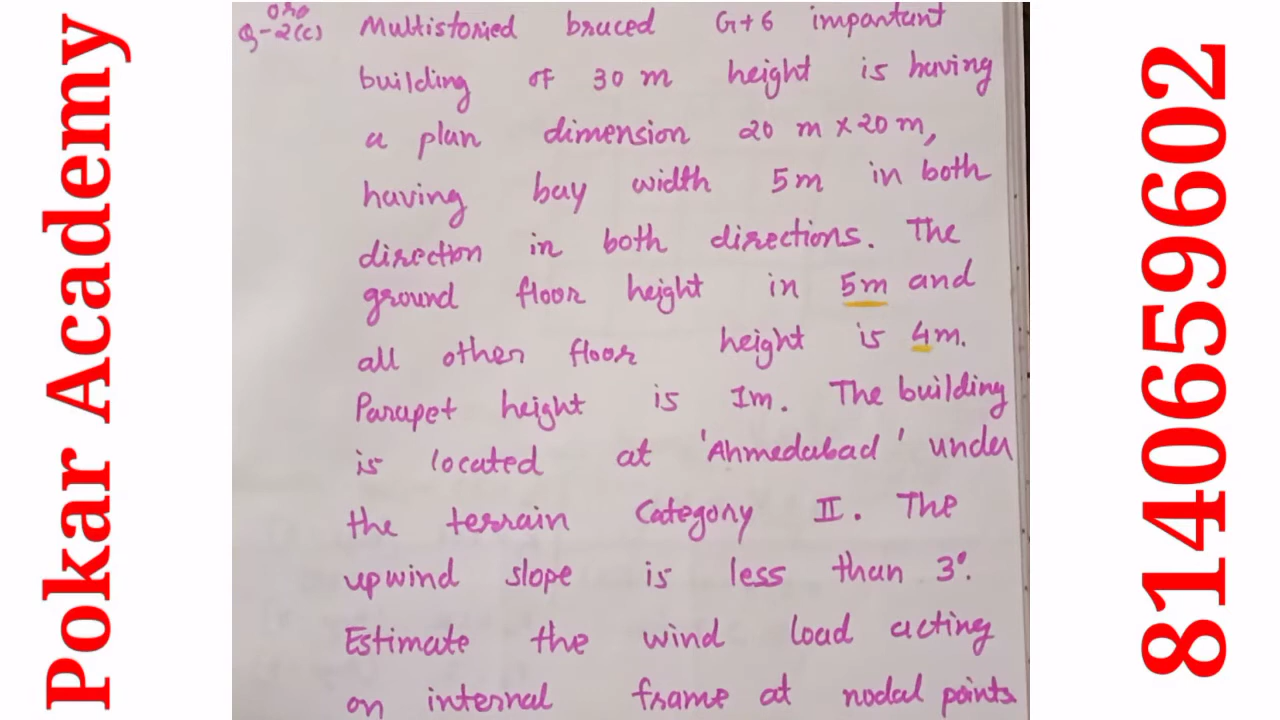 Pokar Academy
OR
Q-2(c) Multistoried braced G+6 important
building of 30 m height is having
a plan dimension 20 m x 20 m,
having bay width 5m in both
direction in both directions. The
ground floor height in 5m and
all other floor height is 4m.
Parapet height is 1m. The building
is located at 'Ahmedabad' under
the terrain Category II. The
upwind slope is less than 3°.
Estimate the wind load acting
on internal frame at nodal points
8140659602